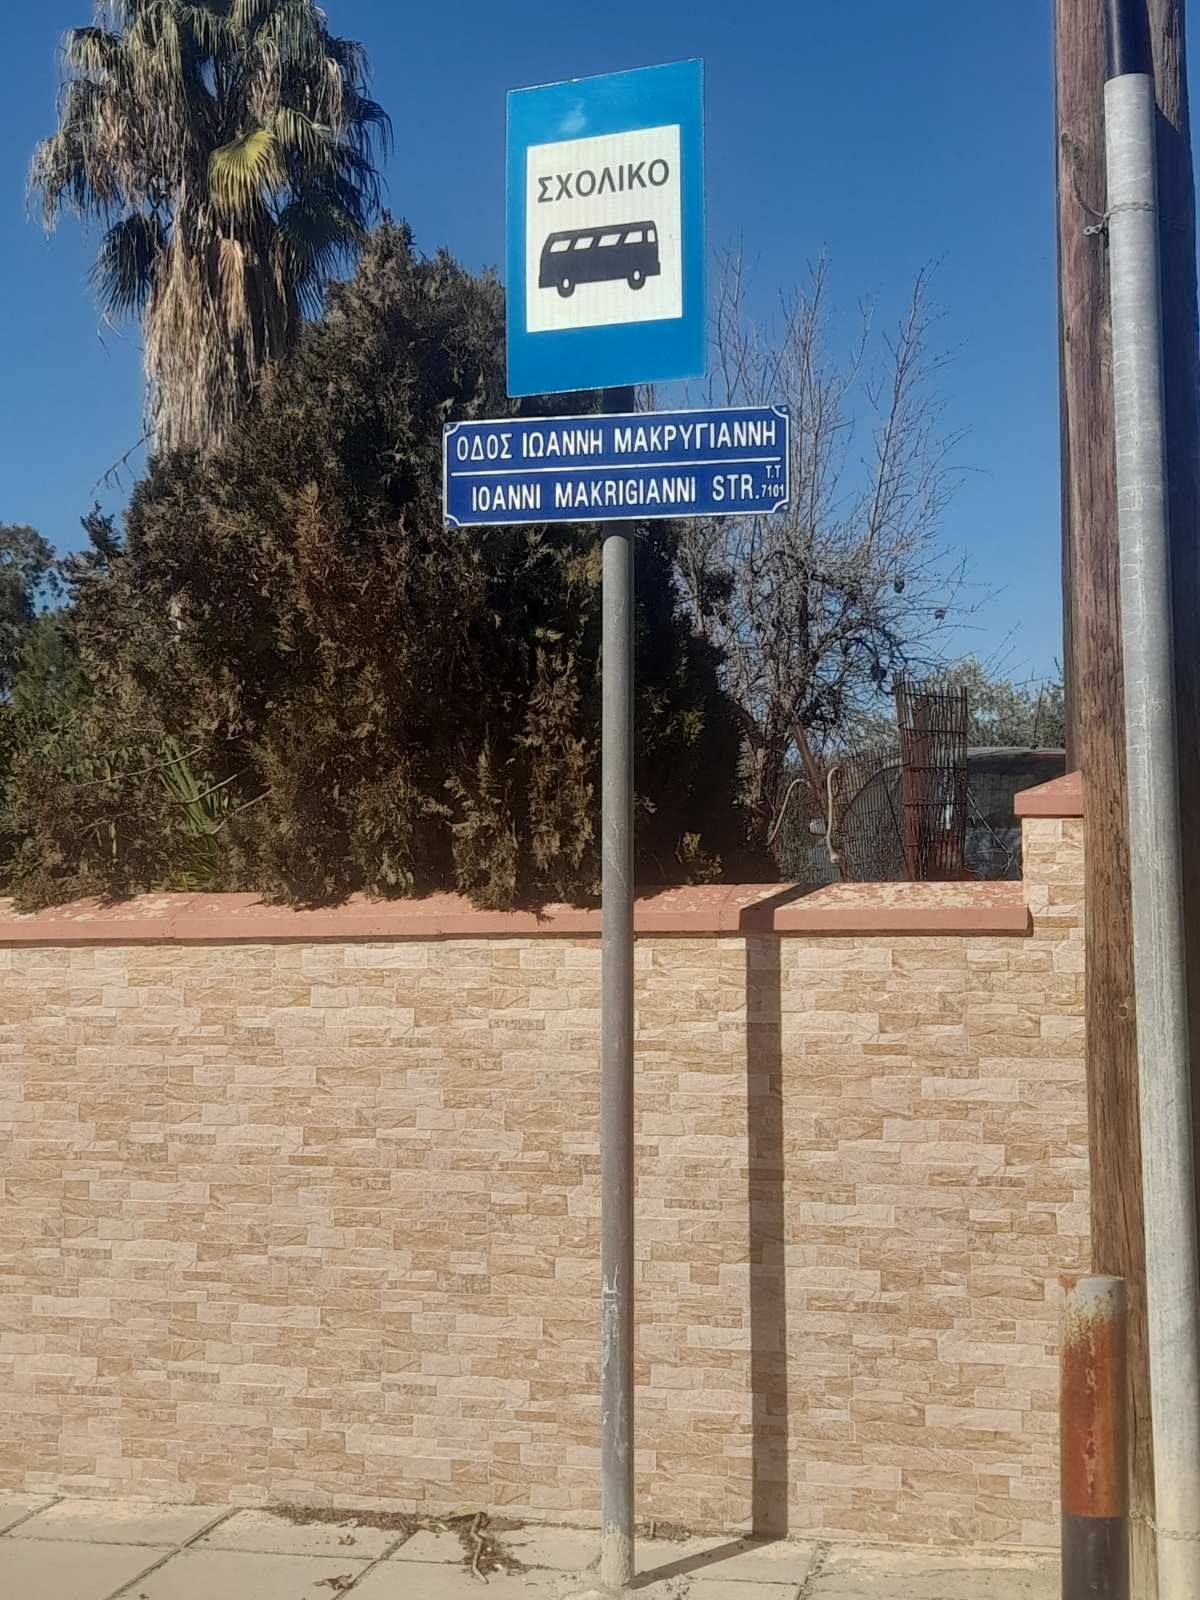 ΣΧΟΛΙΚΟ
ΟΔΟΣ ΙΩΑΝΝΗ ΜΑΚΡΥΓΙΑΝΝΗ
IOANNI MAKRIGIANNI STR. T.T 7101